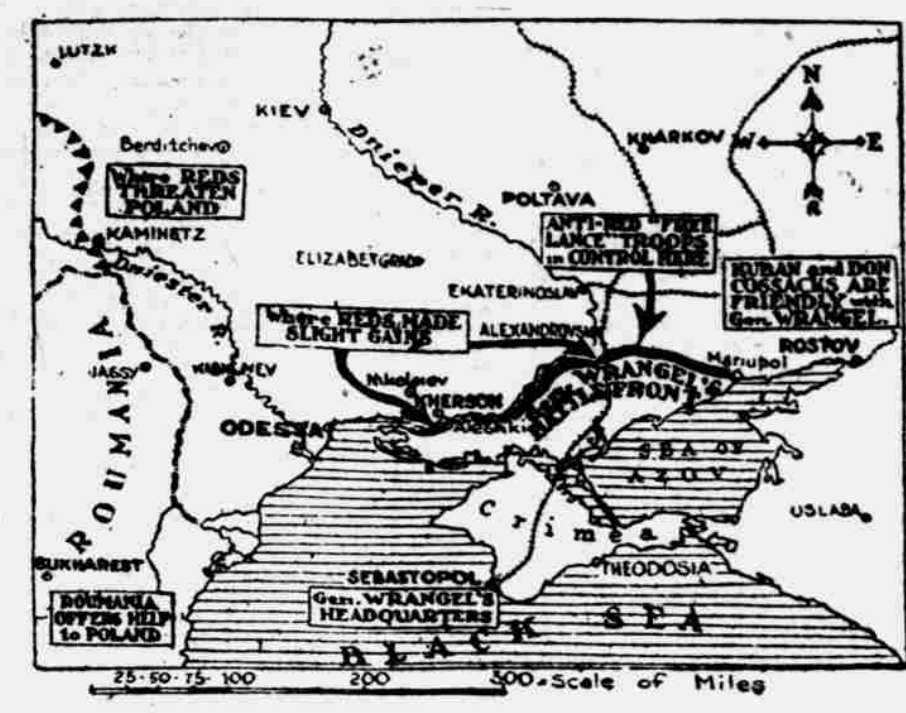 LUTZK
KIEV
Dnieper R.
Berditchev
KHARKOV
N
W
E
Where REDS
THREATEN
POLAND
POLTAVA
KAMINETZ
ANTI-RED "FREE
LANCE" TROOPS
in CONTROL HERE
Dniester R.
ELIZABETGRAD
EKATERINOSLAV
KUBAN and DON
COSSACKS ARE
FRIENDLY with
Gen. WRANGEL.
Where REDS MADE
SLIGHT GAINS
ALEXANDROVSK
ROSTOV
Mariupol
JASSY
Nikolaev
KHERSON
WRANGEL'S
FRONT
ODESSA
ROUMANIA
SEA OF
AZOV
Crimea
USLABA
BUKHAREST
SEBASTOPOL
THEODOSIA
ROUMANIA
OFFERS HELP
to POLAND
Gen. WRANGEL'S
HEADQUARTERS
BLACK SEA
25-50-75-100 200 300 = Scale of Miles